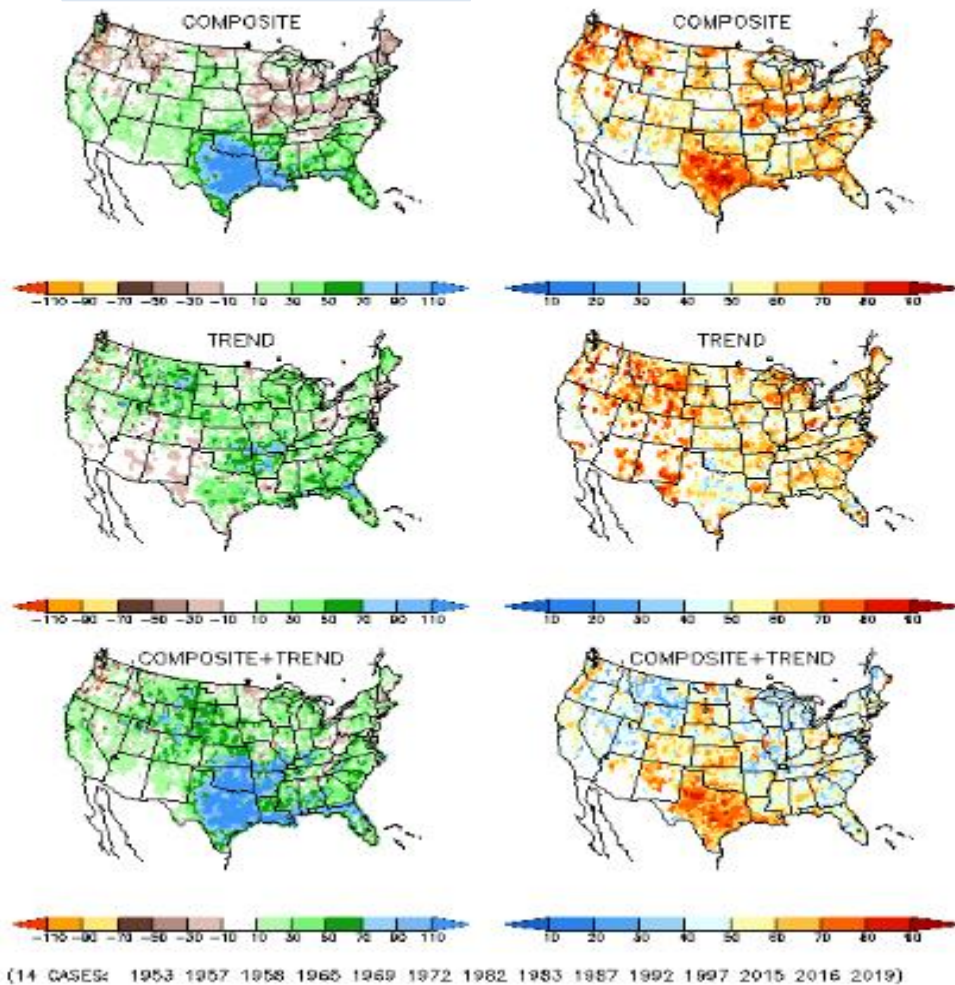 COMPOSITE COMPOSITE
-110 -90 -70 -50 -30 -10 10 30 50 70 90 110 10 20 30 40 50 60 70 80 90
TREND TREND
-110 -90 -70 -50 -30 -10 10 30 50 70 90 110 10 20 30 40 50 60 70 80 90
COMPOSITE+TREND COMPOSITE+TREND
-110 -90 -70 -50 -30 -10 10 30 50 70 90 110 10 20 30 40 50 60 70 80 90
(14 CASES: 1953 1957 1958 1965 1969 1972 1982 1983 1987 1992 1997 2015 2016 2019)